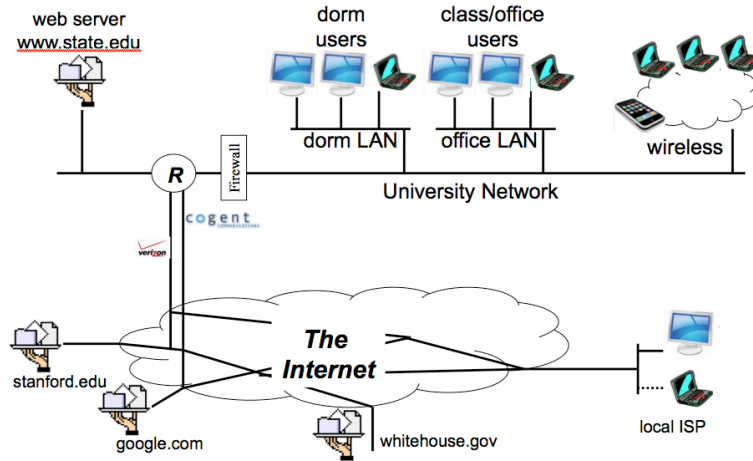 web server
www.state.edu
dorm
users
class/office
users
dorm LAN
office LAN
wireless
R
Firewall
University Network
cogent
COMMUNICATIONS
verizon
The
Internet
stanford.edu
google.com
whitehouse.gov
local ISP